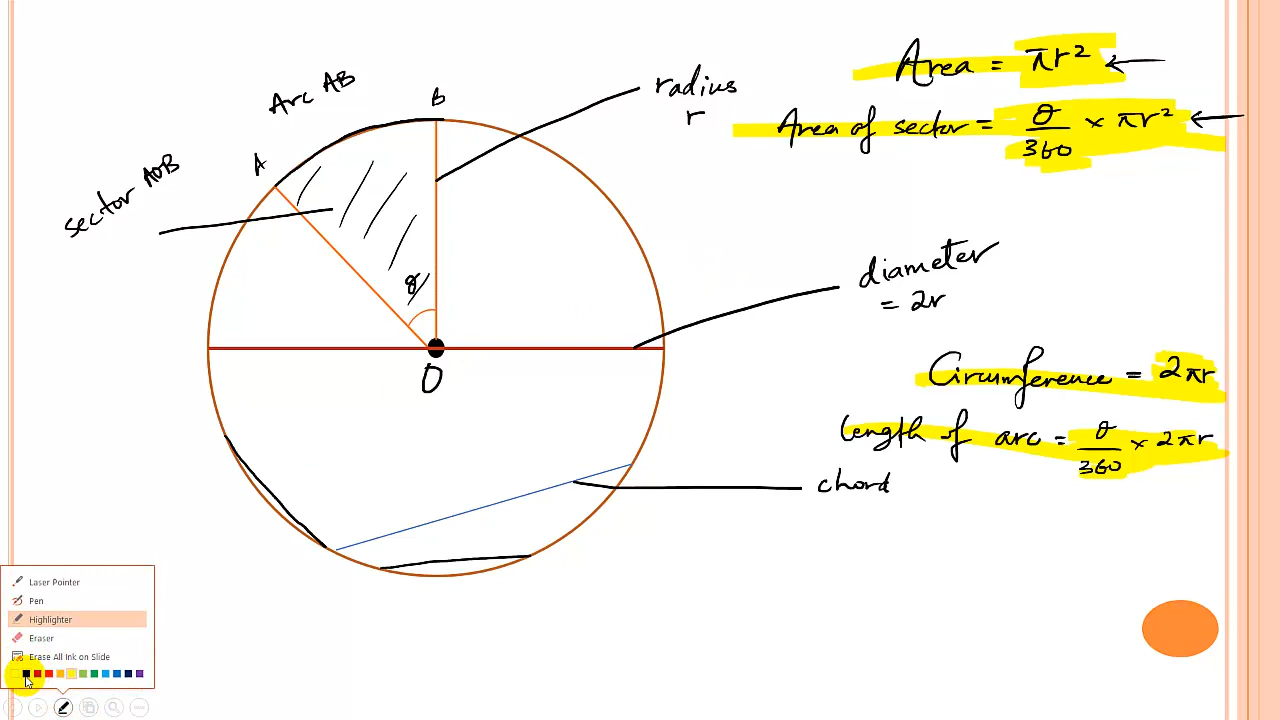 Area = πr²
Area of sector = θ/360 × πr²
Arc AB
B
radius
r
A
sector AOB
θ
O
diameter
= 2r
Circumference = 2πr
length of arc = θ/360 × 2πr
chord
Laser Pointer
Pen
Highlighter
Eraser
Erase All Ink on Slide